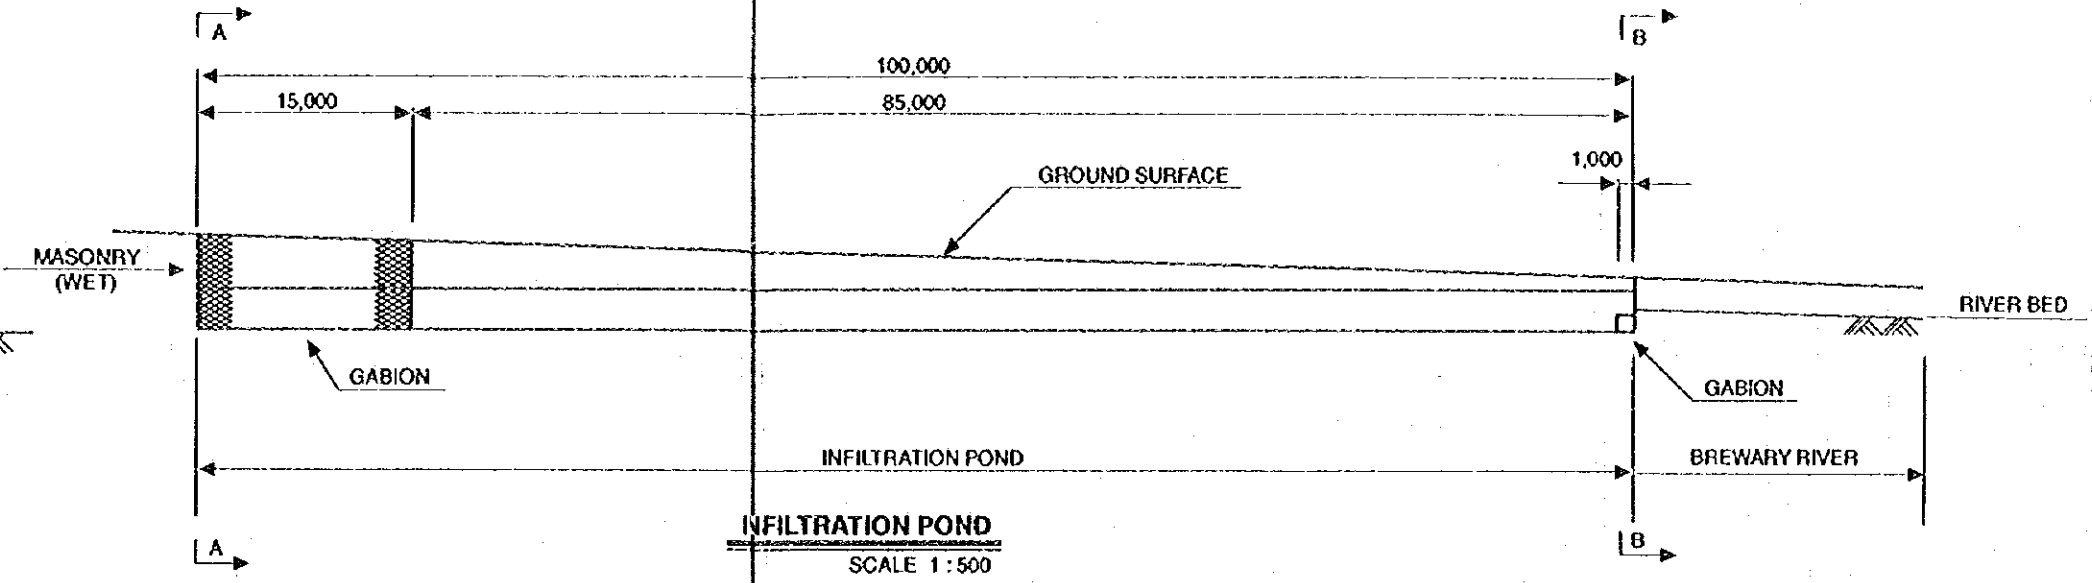 A
B
100,000
15,000
85,000
1,000
GROUND SURFACE
MASONRY
(WET)
RIVER BED
GABION
GABION
INFILTRATION POND
BREWARY RIVER
INFILTRATION POND
SCALE 1 : 500
A
B